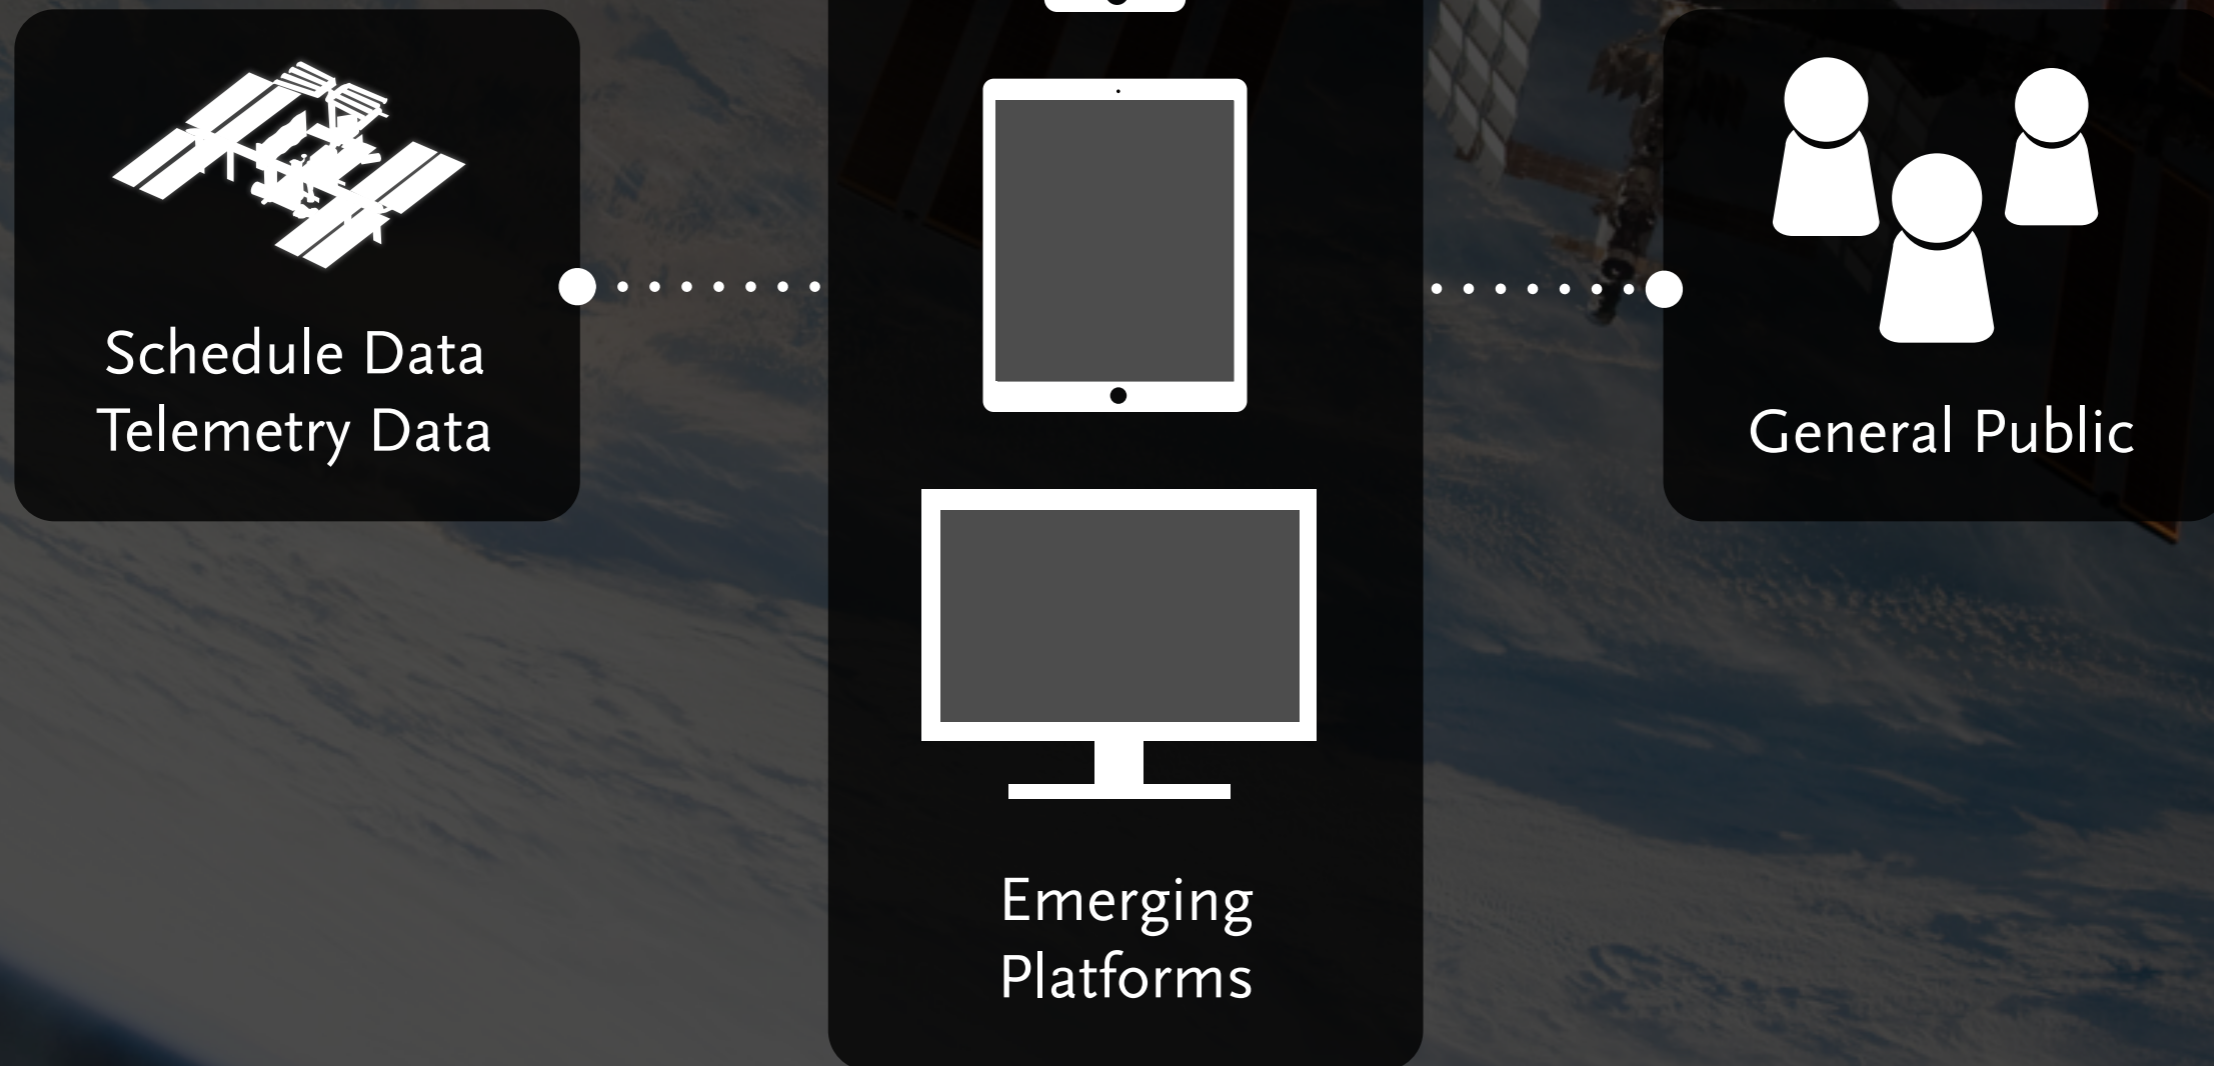 Schedule Data
Telemetry Data
General Public
Emerging
Platforms